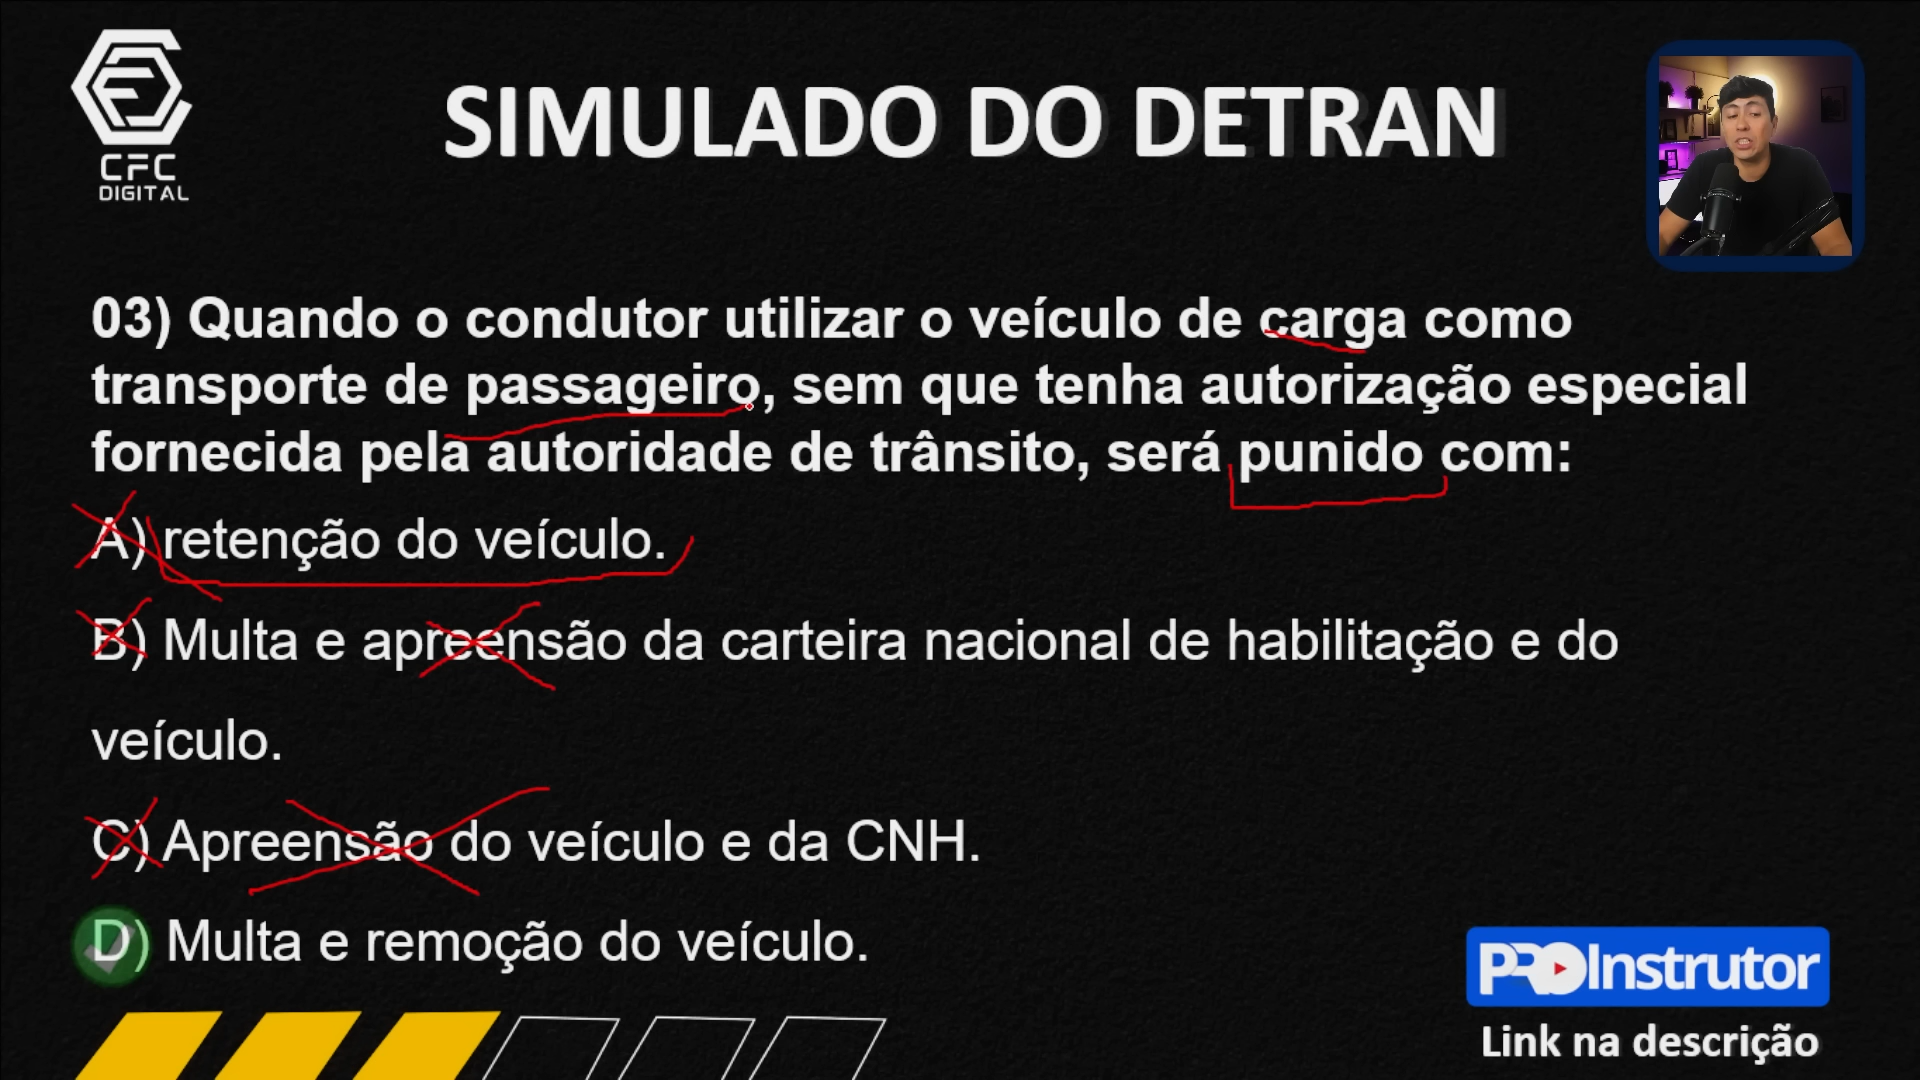 CFC
DIGITAL
SIMULADO DO DETRAN
03) Quando o condutor utilizar o veículo de carga como
transporte de passageiro, sem que tenha autorização especial
fornecida pela autoridade de trânsito, será punido com:
A) retenção do veículo.
B) Multa e apreensão da carteira nacional de habilitação e do
veículo.
C) Apreensão do veículo e da CNH.
D) Multa e remoção do veículo.
PROInstrutor
Link na descrição